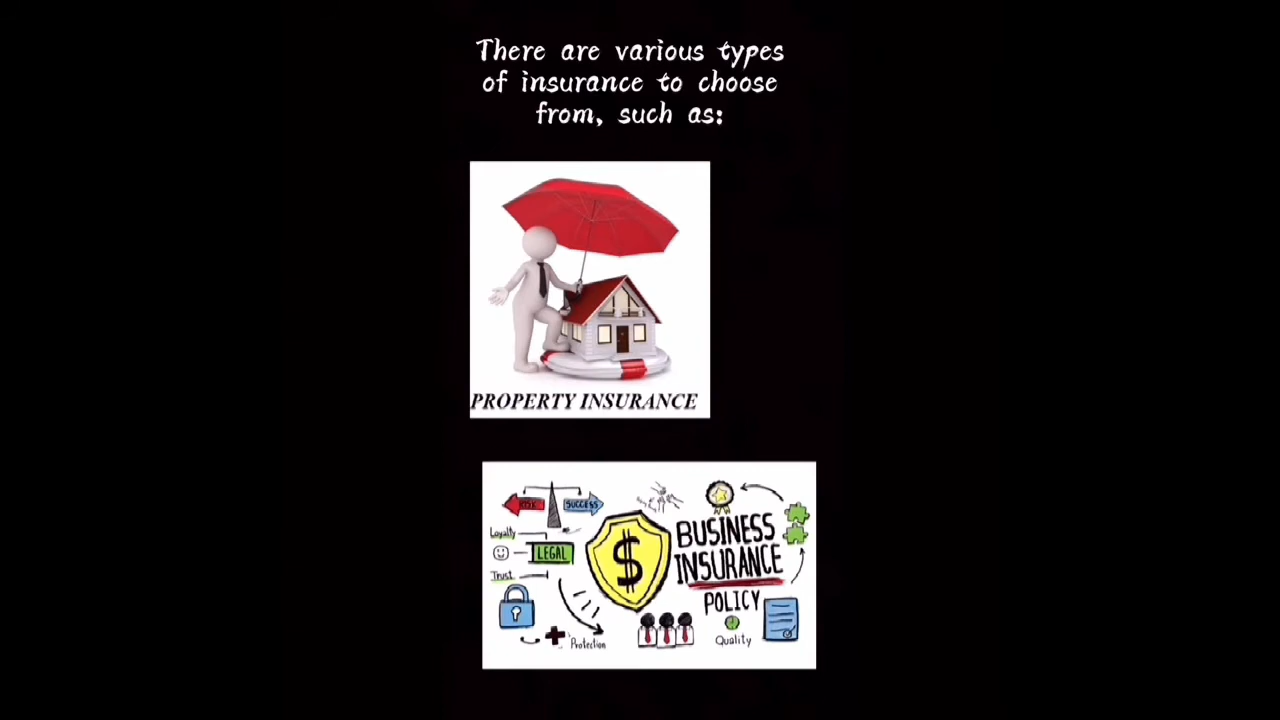 There are various types
of insurance to choose
from, such as:
PROPERTY INSURANCE
RISK
SUCCESS
Loyalty
LEGAL
Trust
Protection
$
BUSINESS
INSURANCE
POLICY
Quality